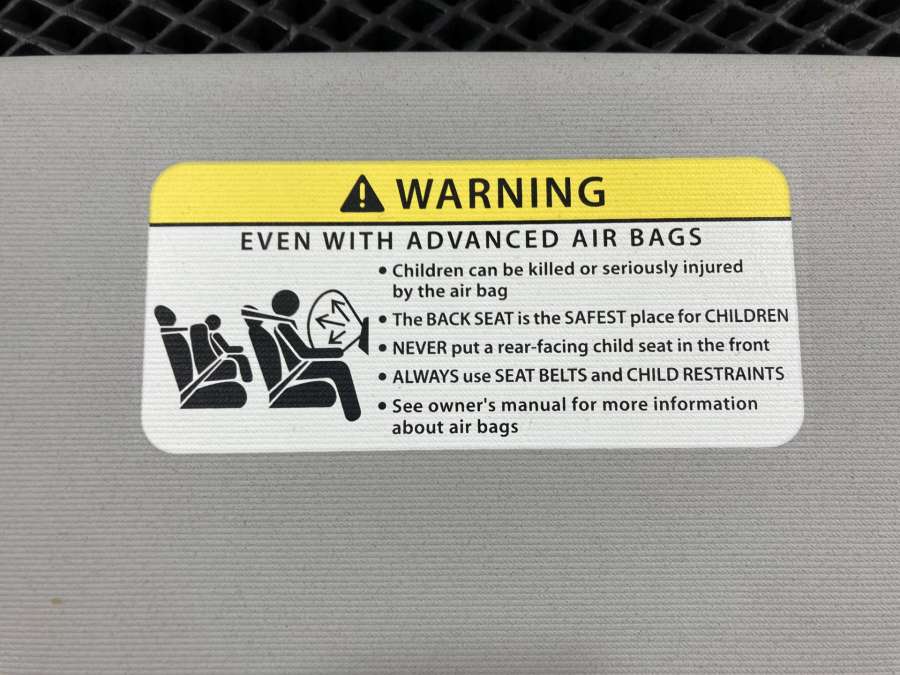 WARNING
EVEN WITH ADVANCED AIR BAGS
• Children can be killed or seriously injured
by the air bag
• The BACK SEAT is the SAFEST place for CHILDREN
• NEVER put a rear-facing child seat in the front
• ALWAYS use SEAT BELTS and CHILD RESTRAINTS
• See owner's manual for more information
about air bags